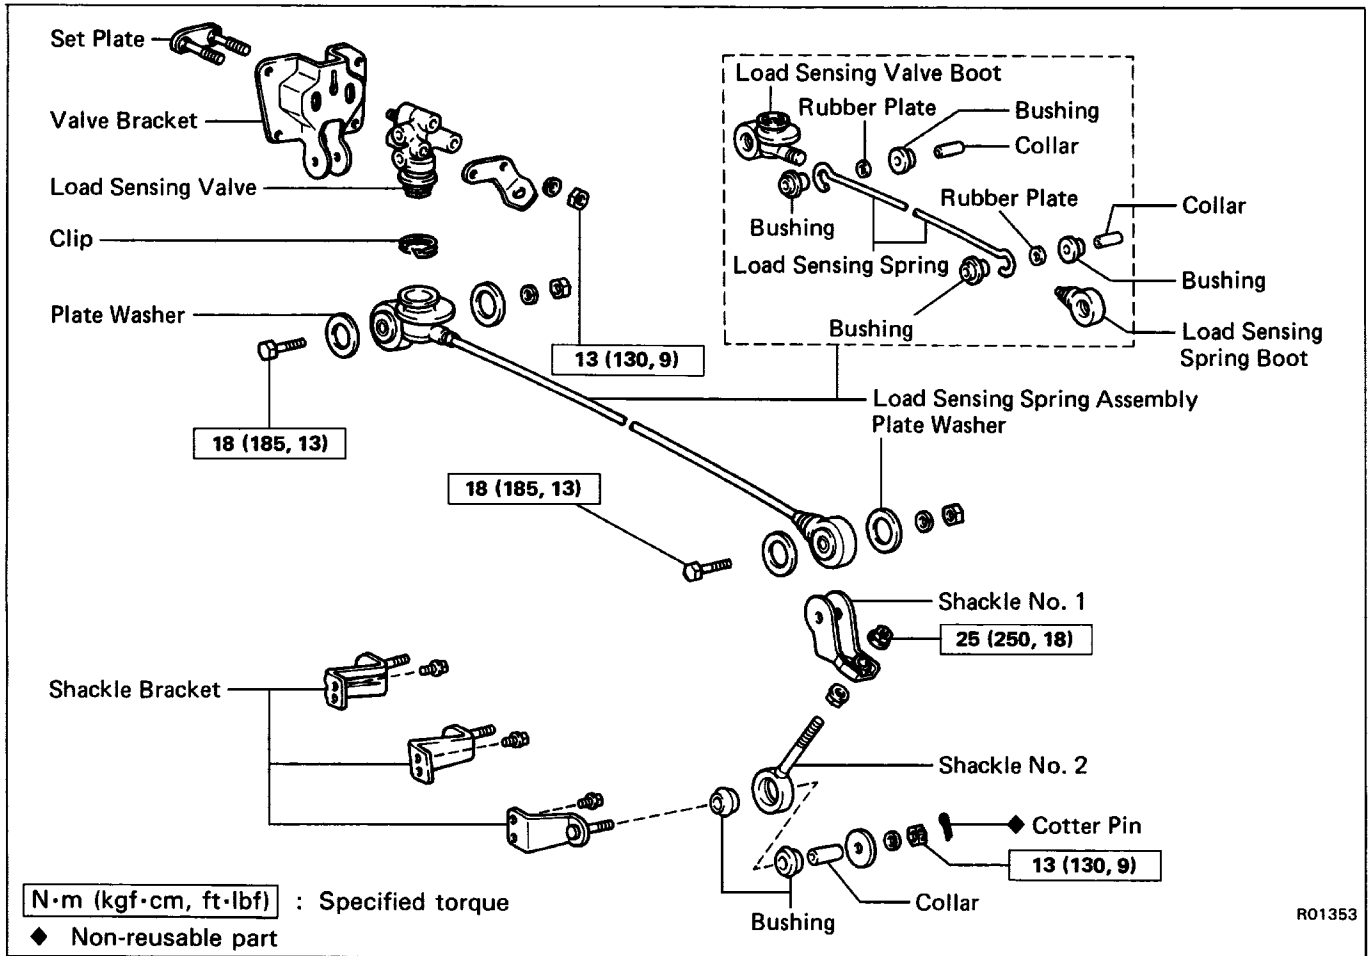 Set Plate
Valve Bracket
Load Sensing Valve
Clip
Plate Washer
18 (185, 13)
13 (130, 9)
Load Sensing Valve Boot
Rubber Plate
Bushing
Collar
Bushing
Rubber Plate
Collar
Load Sensing Spring
Bushing
Bushing
Load Sensing
Spring Boot
Load Sensing Spring Assembly
Plate Washer
18 (185, 13)
Shackle No. 1
25 (250, 18)
Shackle Bracket
Shackle No. 2
◆ Cotter Pin
13 (130, 9)
Collar
Bushing
N·m (kgf·cm, ft·lbf) : Specified torque
◆ Non-reusable part
R01353